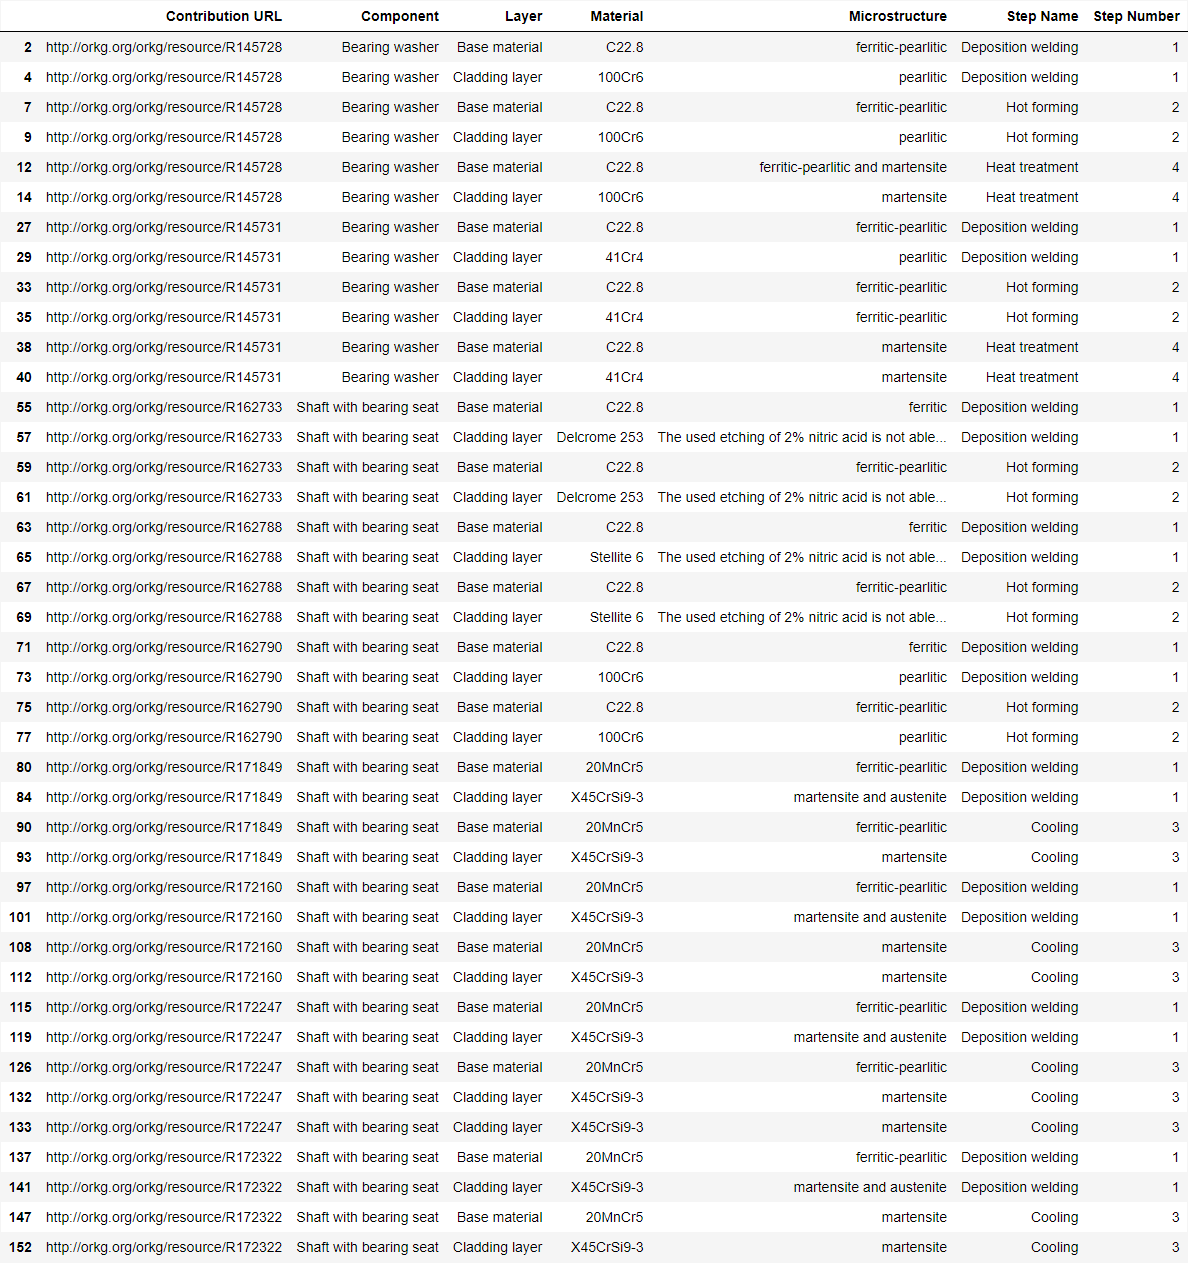 Contribution URL Component Layer Material Microstructure Step Name Step Number
2 http://orkg.org/orkg/resource/R145728 Bearing washer Base material C22.8 ferritic-pearlitic Deposition welding 1
4 http://orkg.org/orkg/resource/R145728 Bearing washer Cladding layer 100Cr6 pearlitic Deposition welding 1
7 http://orkg.org/orkg/resource/R145728 Bearing washer Base material C22.8 ferritic-pearlitic Hot forming 2
9 http://orkg.org/orkg/resource/R145728 Bearing washer Cladding layer 100Cr6 pearlitic Hot forming 2
12 http://orkg.org/orkg/resource/R145728 Bearing washer Base material C22.8 ferritic-pearlitic and martensite Heat treatment 4
14 http://orkg.org/orkg/resource/R145728 Bearing washer Cladding layer 100Cr6 martensite Heat treatment 4
27 http://orkg.org/orkg/resource/R145731 Bearing washer Base material C22.8 ferritic-pearlitic Deposition welding 1
29 http://orkg.org/orkg/resource/R145731 Bearing washer Cladding layer 41Cr4 pearlitic Deposition welding 1
33 http://orkg.org/orkg/resource/R145731 Bearing washer Base material C22.8 ferritic-pearlitic Hot forming 2
35 http://orkg.org/orkg/resource/R145731 Bearing washer Cladding layer 41Cr4 ferritic-pearlitic Hot forming 2
38 http://orkg.org/orkg/resource/R145731 Bearing washer Base material C22.8 martensite Heat treatment 4
40 http://orkg.org/orkg/resource/R145731 Bearing washer Cladding layer 41Cr4 martensite Heat treatment 4
55 http://orkg.org/orkg/resource/R162733 Shaft with bearing seat Base material C22.8 ferritic Deposition welding 1
57 http://orkg.org/orkg/resource/R162733 Shaft with bearing seat Cladding layer Delcrome 253 The used etching of 2% nitric acid is not able... Deposition welding 1
59 http://orkg.org/orkg/resource/R162733 Shaft with bearing seat Base material C22.8 ferritic-pearlitic Hot forming 2
61 http://orkg.org/orkg/resource/R162733 Shaft with bearing seat Cladding layer Delcrome 253 The used etching of 2% nitric acid is not able... Hot forming 2
63 http://orkg.org/orkg/resource/R162788 Shaft with bearing seat Base material C22.8 ferritic Deposition welding 1
65 http://orkg.org/orkg/resource/R162788 Shaft with bearing seat Cladding layer Stellite 6 The used etching of 2% nitric acid is not able... Deposition welding 1
67 http://orkg.org/orkg/resource/R162788 Shaft with bearing seat Base material C22.8 ferritic-pearlitic Hot forming 2
69 http://orkg.org/orkg/resource/R162788 Shaft with bearing seat Cladding layer Stellite 6 The used etching of 2% nitric acid is not able... Hot forming 2
71 http://orkg.org/orkg/resource/R162790 Shaft with bearing seat Base material C22.8 ferritic Deposition welding 1
73 http://orkg.org/orkg/resource/R162790 Shaft with bearing seat Cladding layer 100Cr6 pearlitic Deposition welding 1
75 http://orkg.org/orkg/resource/R162790 Shaft with bearing seat Base material C22.8 ferritic-pearlitic Hot forming 2
77 http://orkg.org/orkg/resource/R162790 Shaft with bearing seat Cladding layer 100Cr6 pearlitic Hot forming 2
80 http://orkg.org/orkg/resource/R171849 Shaft with bearing seat Base material 20MnCr5 ferritic-pearlitic Deposition welding 1
84 http://orkg.org/orkg/resource/R171849 Shaft with bearing seat Cladding layer X45CrSi9-3 martensite and austenite Deposition welding 1
90 http://orkg.org/orkg/resource/R171849 Shaft with bearing seat Base material 20MnCr5 ferritic-pearlitic Cooling 3
93 http://orkg.org/orkg/resource/R171849 Shaft with bearing seat Cladding layer X45CrSi9-3 martensite Cooling 3
97 http://orkg.org/orkg/resource/R172160 Shaft with bearing seat Base material 20MnCr5 ferritic-pearlitic Deposition welding 1
101 http://orkg.org/orkg/resource/R172160 Shaft with bearing seat Cladding layer X45CrSi9-3 martensite and austenite Deposition welding 1
108 http://orkg.org/orkg/resource/R172160 Shaft with bearing seat Base material 20MnCr5 martensite Cooling 3
112 http://orkg.org/orkg/resource/R172160 Shaft with bearing seat Cladding layer X45CrSi9-3 martensite Cooling 3
115 http://orkg.org/orkg/resource/R172247 Shaft with bearing seat Base material 20MnCr5 ferritic-pearlitic Deposition welding 1
119 http://orkg.org/orkg/resource/R172247 Shaft with bearing seat Cladding layer X45CrSi9-3 martensite and austenite Deposition welding 1
126 http://orkg.org/orkg/resource/R172247 Shaft with bearing seat Base material 20MnCr5 ferritic-pearlitic Cooling 3
132 http://orkg.org/orkg/resource/R172247 Shaft with bearing seat Cladding layer X45CrSi9-3 martensite Cooling 3
133 http://orkg.org/orkg/resource/R172247 Shaft with bearing seat Cladding layer X45CrSi9-3 martensite Cooling 3
137 http://orkg.org/orkg/resource/R172322 Shaft with bearing seat Base material 20MnCr5 ferritic-pearlitic Deposition welding 1
141 http://orkg.org/orkg/resource/R172322 Shaft with bearing seat Cladding layer X45CrSi9-3 martensite and austenite Deposition welding 1
147 http://orkg.org/orkg/resource/R172322 Shaft with bearing seat Base material 20MnCr5 martensite Cooling 3
152 http://orkg.org/orkg/resource/R172322 Shaft with bearing seat Cladding layer X45CrSi9-3 martensite Cooling 3